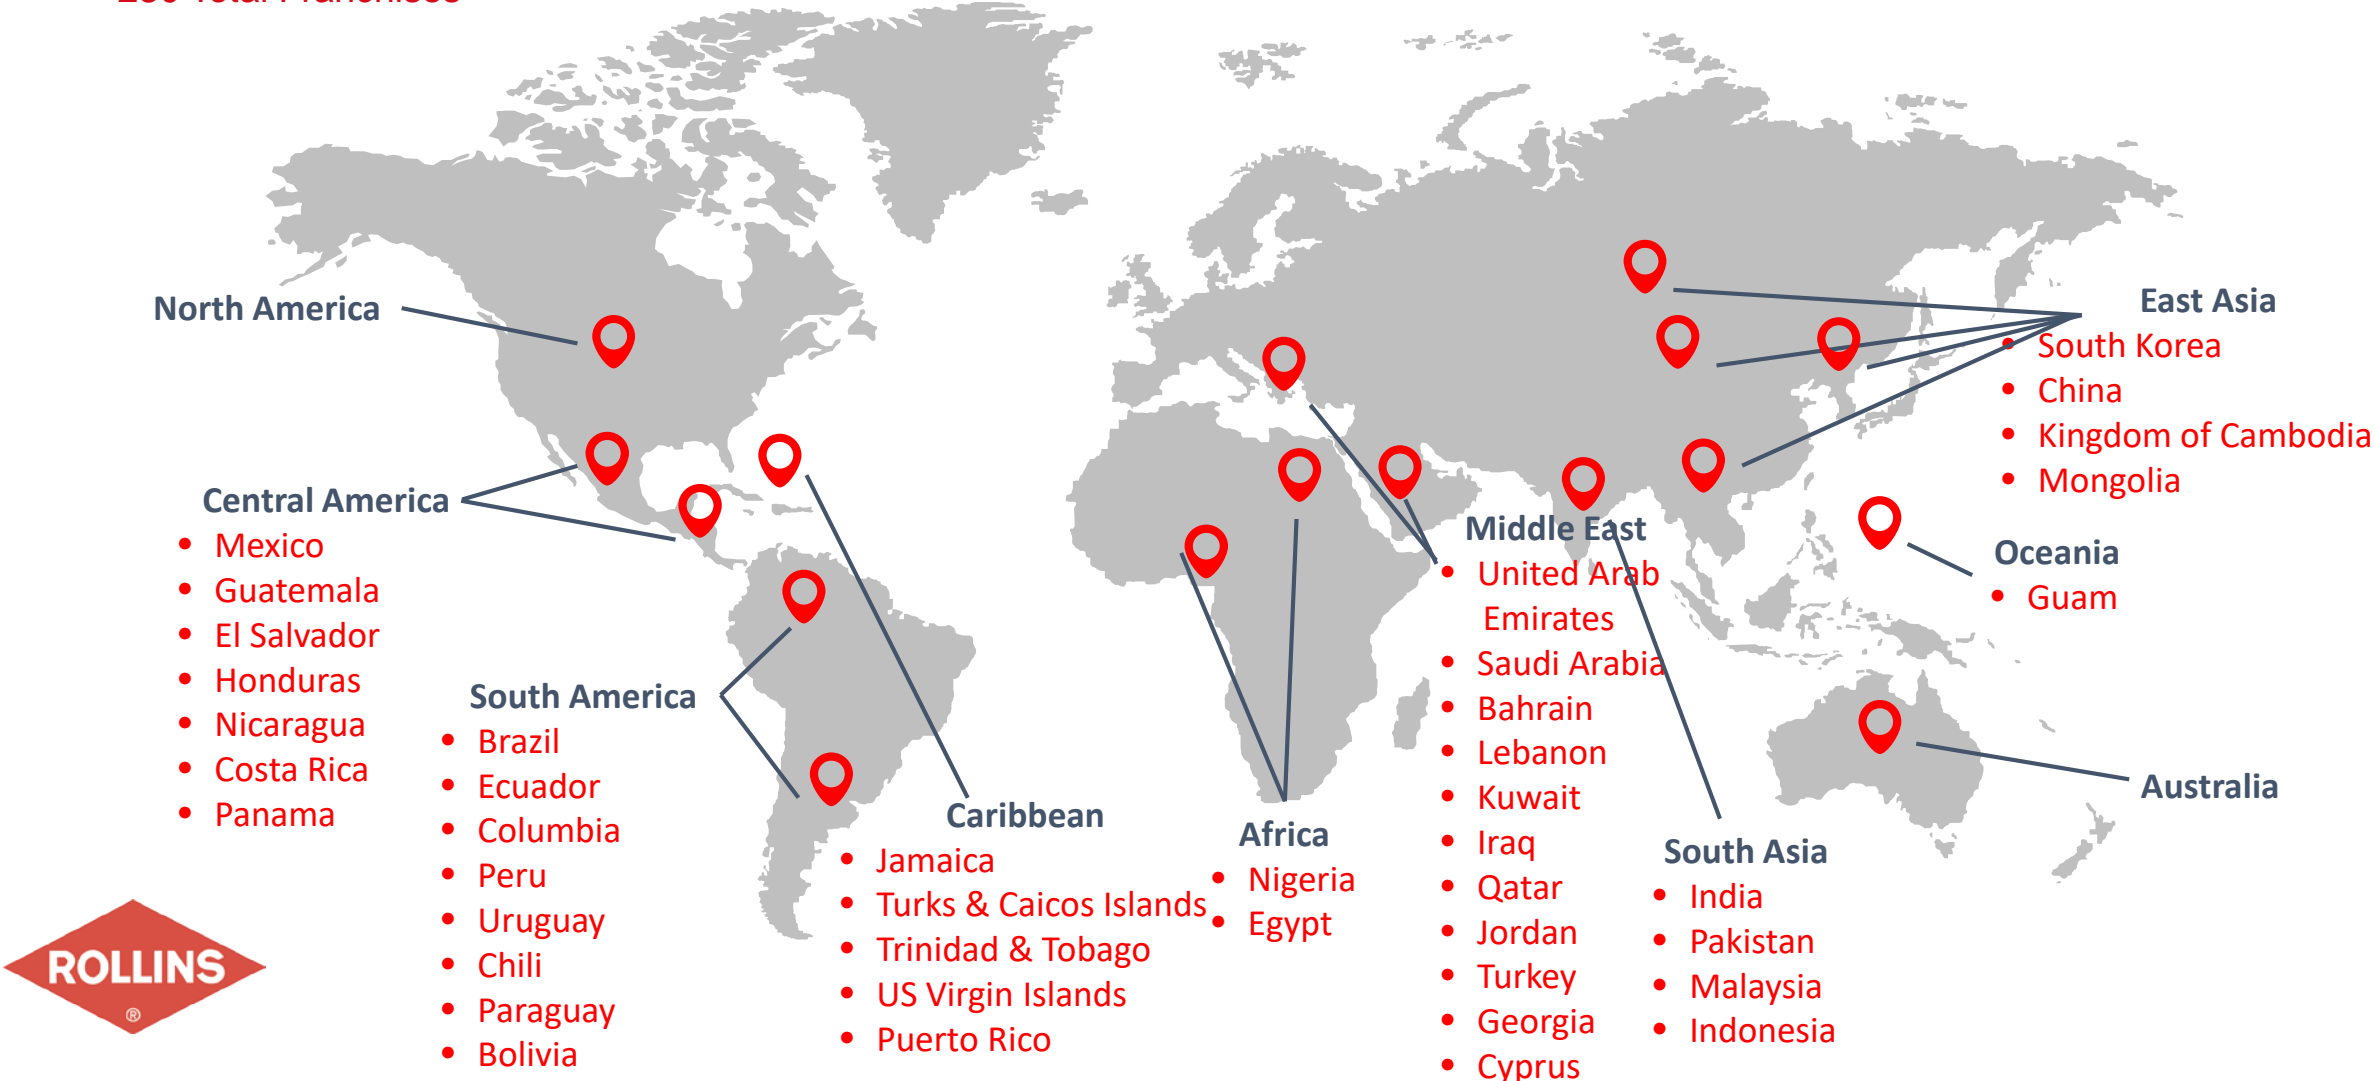 Total Franchises
North America
Central America
• Mexico
• Guatemala
• El Salvador
• Honduras
• Nicaragua
• Costa Rica
• Panama
South America
• Brazil
• Ecuador
• Columbia
• Peru
• Uruguay
• Chili
• Paraguay
• Bolivia
Caribbean
• Jamaica
• Turks & Caicos Islands
• Trinidad & Tobago
• US Virgin Islands
• Puerto Rico
Africa
• Nigeria
• Egypt
Middle East
• United Arab
Emirates
• Saudi Arabia
• Bahrain
• Lebanon
• Kuwait
• Iraq
• Qatar
• Jordan
• Turkey
• Georgia
• Cyprus
South Asia
• India
• Pakistan
• Malaysia
• Indonesia
East Asia
• South Korea
• China
• Kingdom of Cambodia
• Mongolia
Oceania
• Guam
Australia
ROLLINS
®